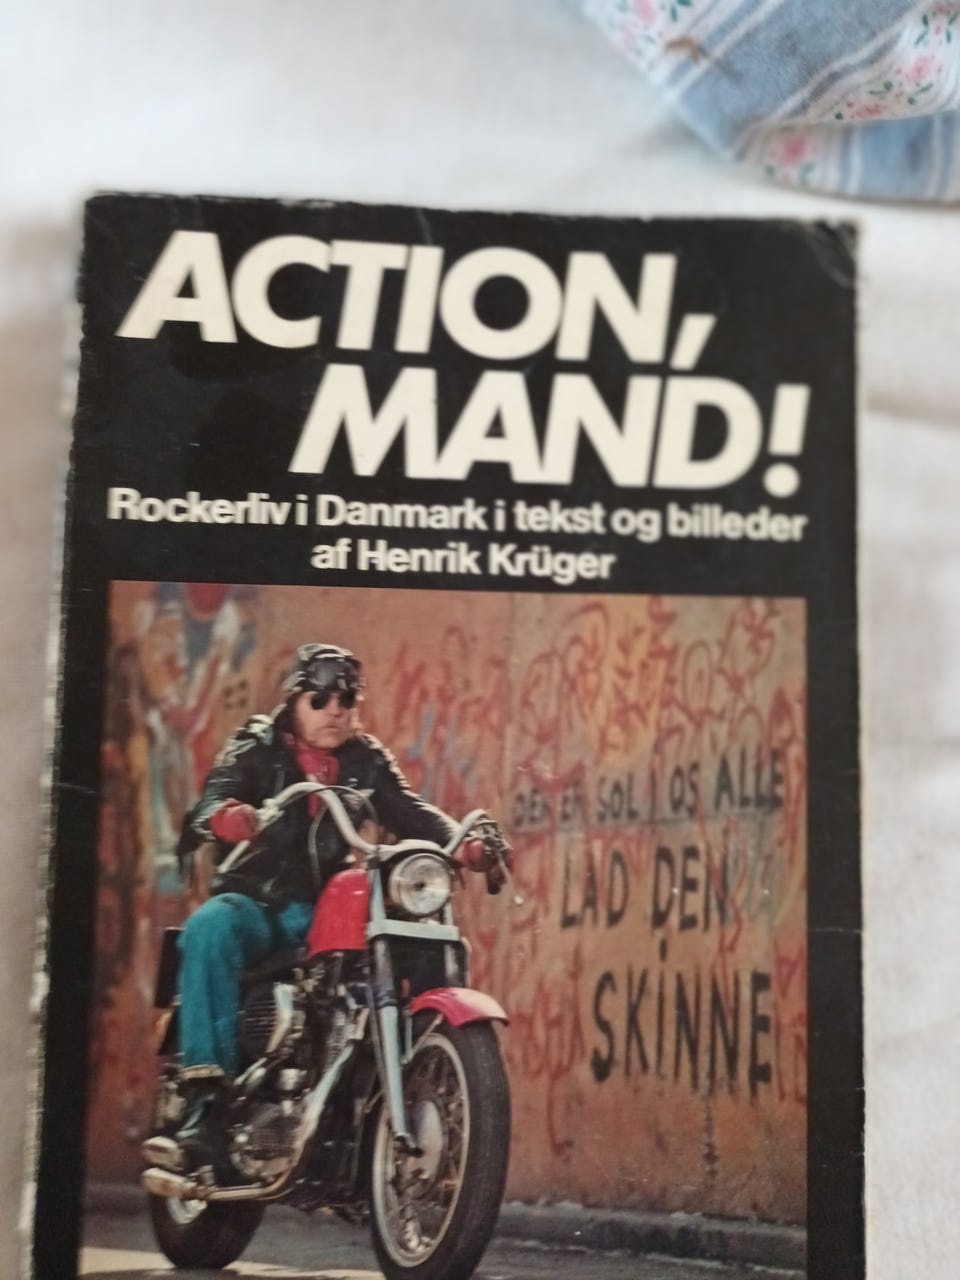 ACTION,
MAND!
Rockerliv i Danmark i tekst og billeder
af Henrik Krüger
DER ER SOL I OS ALLE
LAD DEN
SKINNE